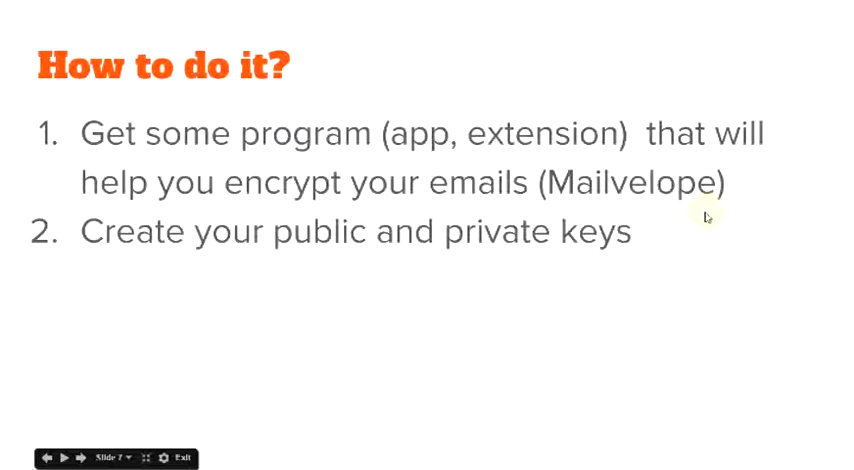 How to do it?
1. Get some program (app, extension) that will
help you encrypt your emails (Mailvelope)
2. Create your public and private keys
Slide 7 Exit